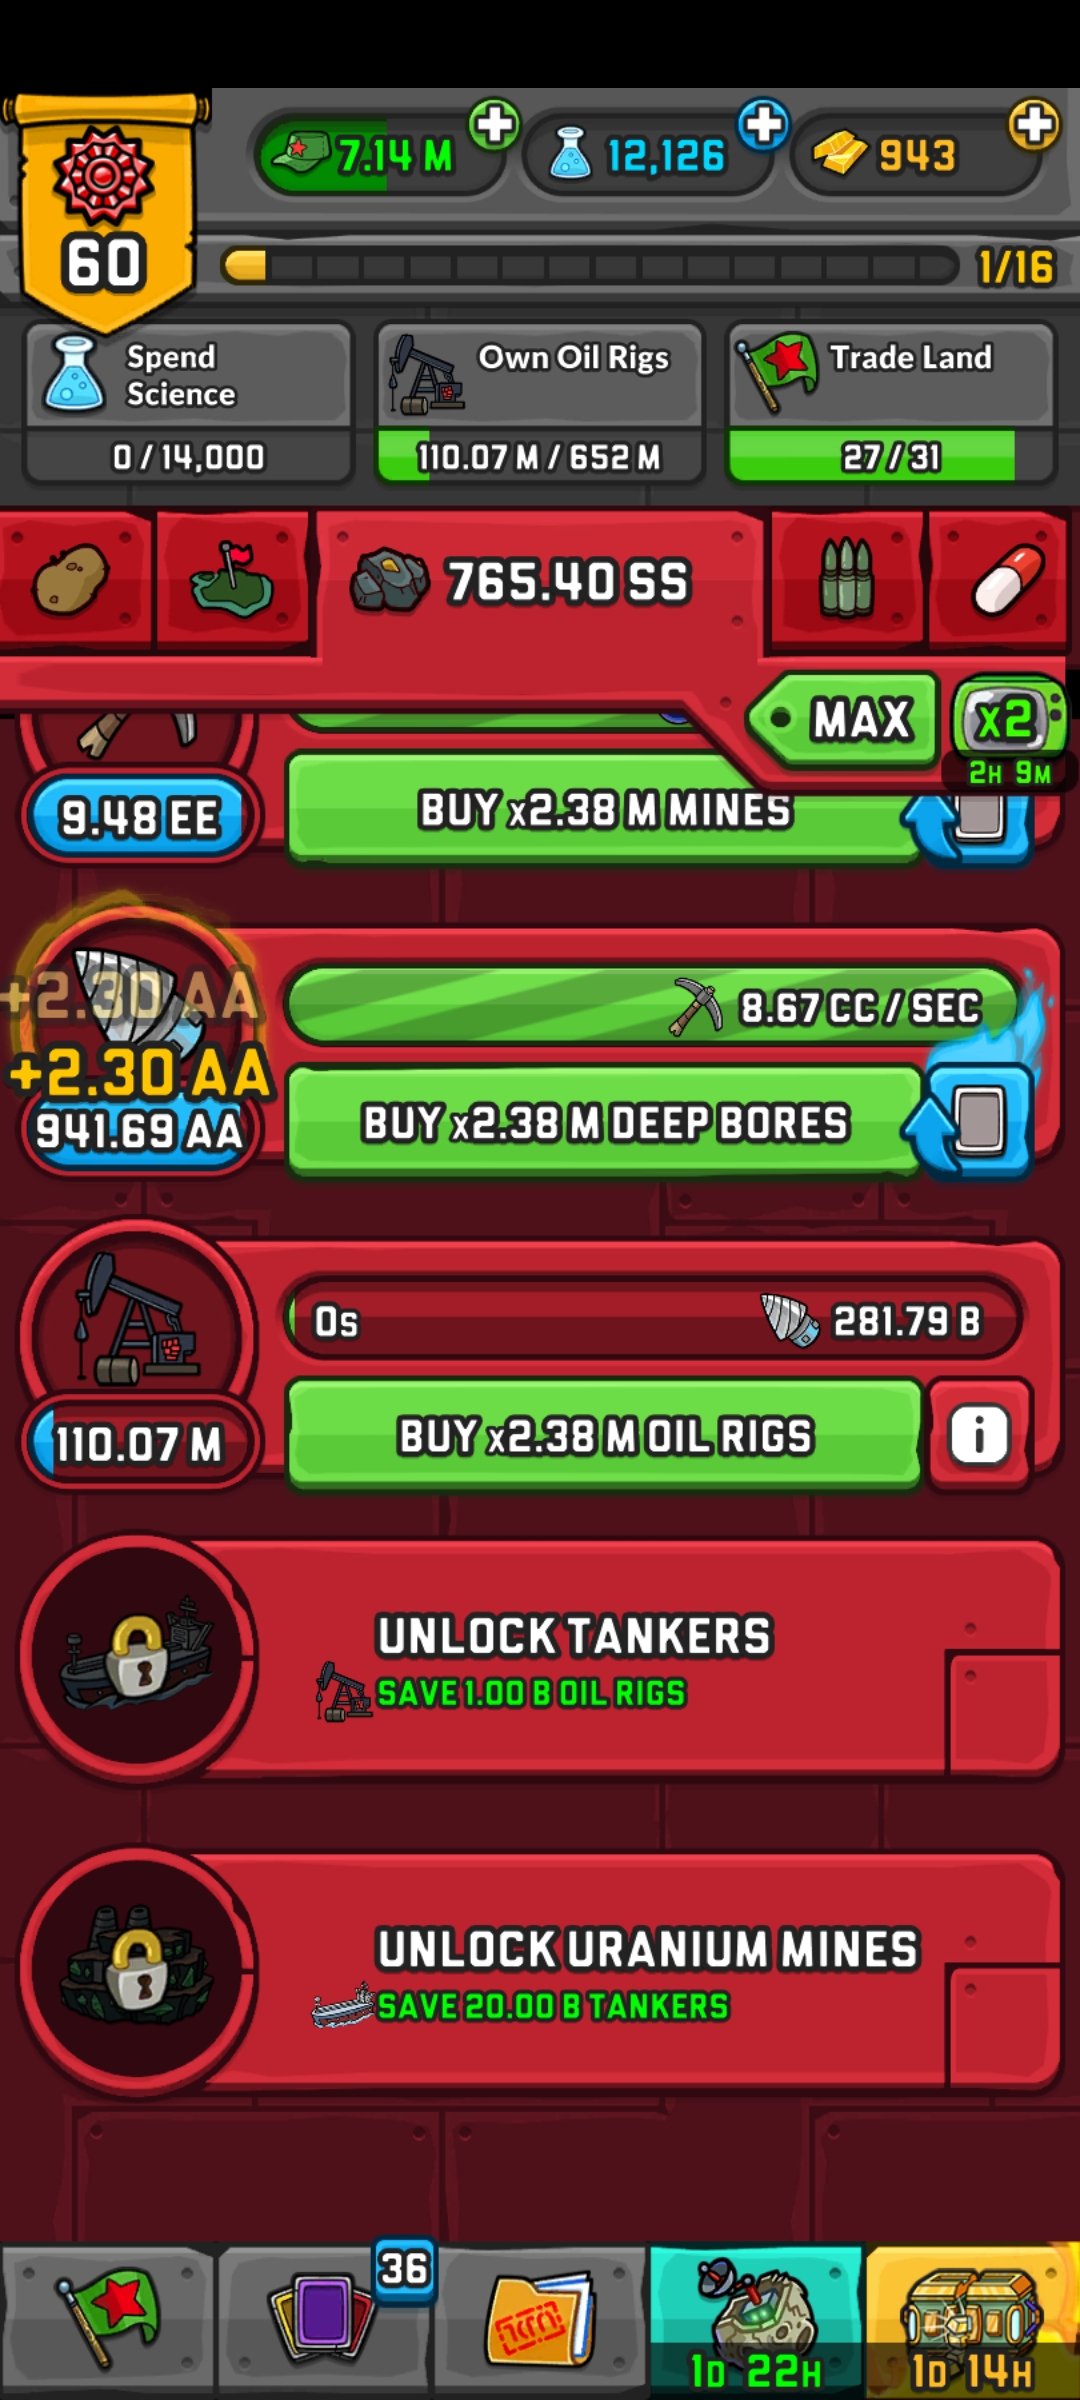 7.14 M
12,126
943
60
1/16
Spend
Science
0 / 14,000
Own Oil Rigs
110.07 M / 652 M
Trade Land
27 / 31
765.40 SS
MAX
x2
2H 9M
9.48 EE
BUY x2.38 M MINES
+2.30 AA
+2.30 AA
941.69 AA
8.67 CC / SEC
BUY x2.38 M DEEP BORES
0s
281.79 B
110.07 M
BUY x2.38 M OIL RIGS
i
UNLOCK TANKERS
SAVE 1.00 B OIL RIGS
UNLOCK URANIUM MINES
SAVE 20.00 B TANKERS
36
1D 22H
1D 14H